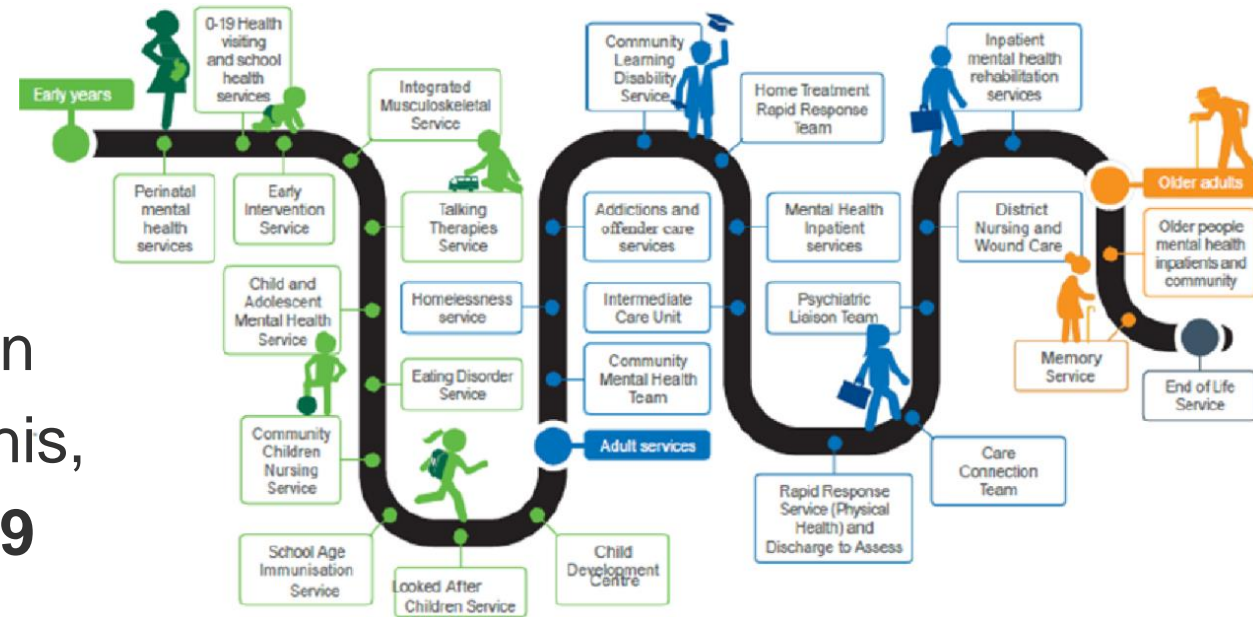 Early years
0-19 Health
visiting
and school
health
services
Perinatal
mental
health
services
Early
Intervention
Service
Integrated
Musculoskeletal
Service
Talking
Therapies
Service
Child and
Adolescent
Mental Health
Service
Homelessness
service
Eating Disorder
Service
Community
Children
Nursing
Service
School Age
Immunisation
Service
Looked After
Children Service
Child
Development
Centre
Adult services
Community
Mental Health
Team
Intermediate
Care Unit
Addictions and
offender care
services
Community
Learning
Disability
Service
Home Treatment
Rapid Response
Team
Mental Health
Inpatient
services
Psychiatric
Liaison Team
Rapid Response
Service (Physical
Health) and
Discharge to Assess
Care
Connection
Team
District
Nursing and
Wound Care
Inpatient
mental health
rehabilitation
services
Older adults
Older people
mental health
inpatients and
community
Memory
Service
End of Life
Service
n
nis,
9